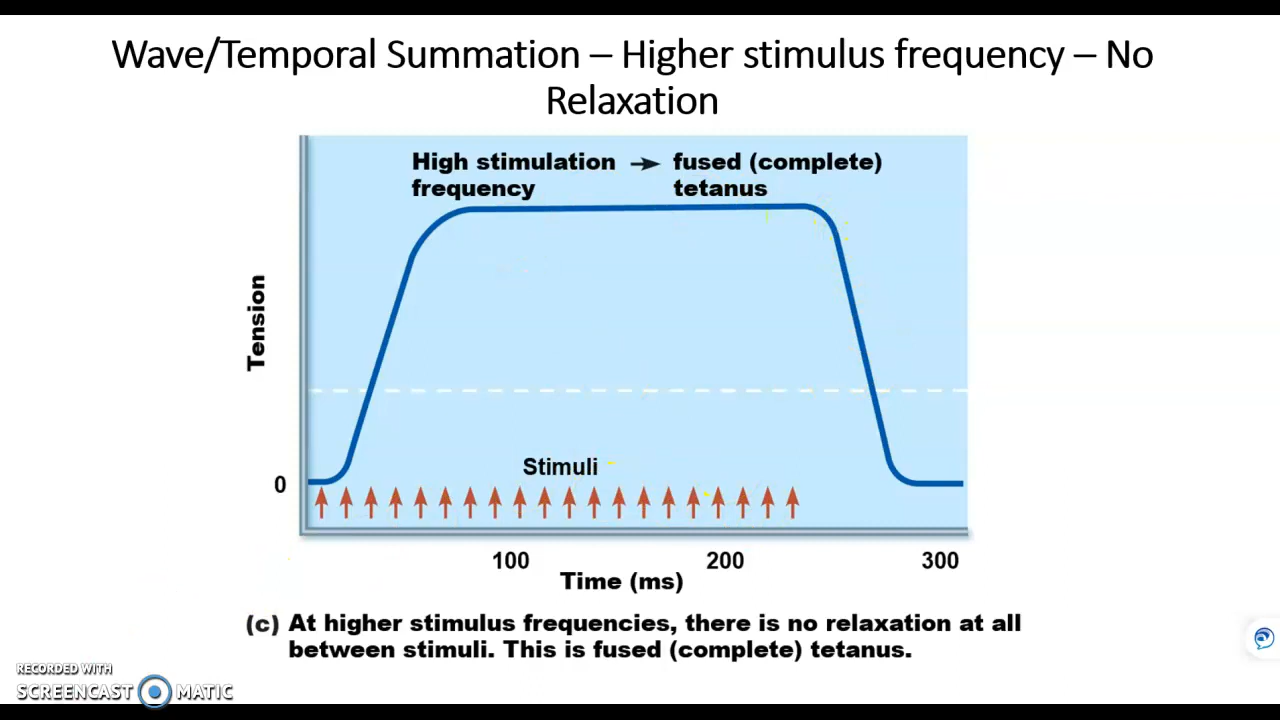 Wave/Temporal Summation – Higher stimulus frequency – No
Relaxation
High stimulation → fused (complete)
frequency tetanus
Tension
Stimuli
0
100 200 300
Time (ms)
(c) At higher stimulus frequencies, there is no relaxation at all
between stimuli. This is fused (complete) tetanus.
RECORDED WITH
SCREENCAST MATIC